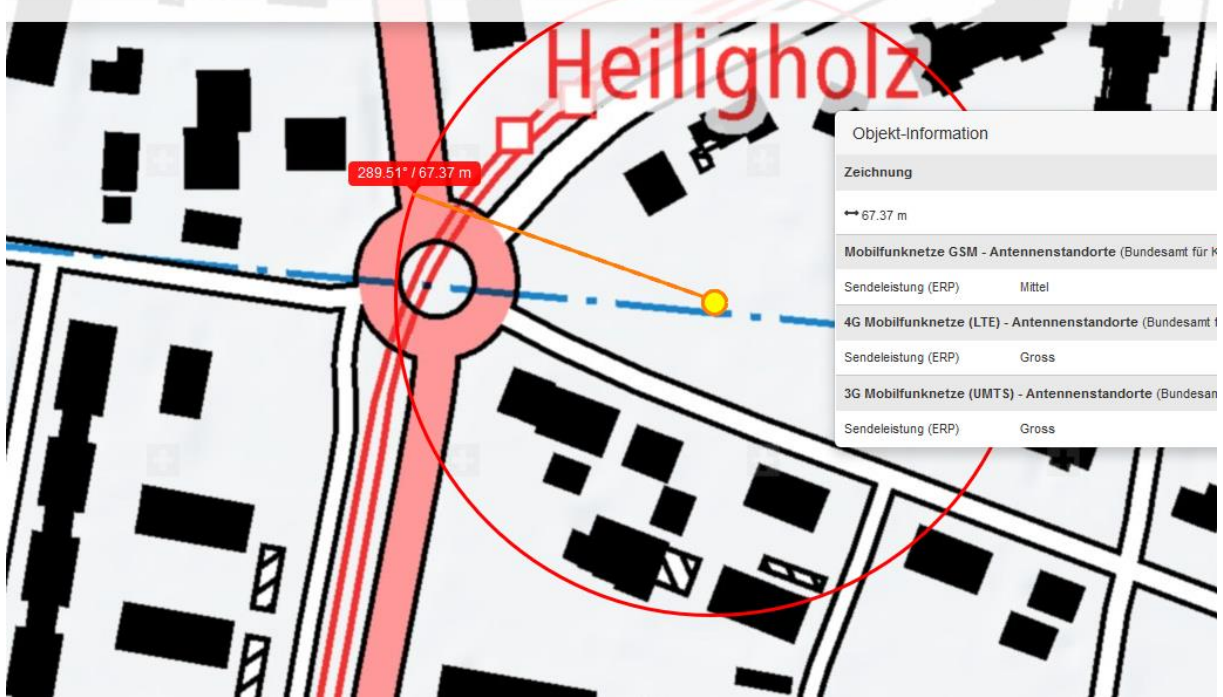 Heiligholz
289.51° / 67.37 m
Objekt-Information
Zeichnung
↔ 67.37 m
Mobilfunknetze GSM - Antennenstandorte (Bundesamt für K
Sendeleistung (ERP) Mittel
4G Mobilfunknetze (LTE) - Antennenstandorte (Bundesamt f
Sendeleistung (ERP) Gross
3G Mobilfunknetze (UMTS) - Antennenstandorte (Bundesam
Sendeleistung (ERP) Gross